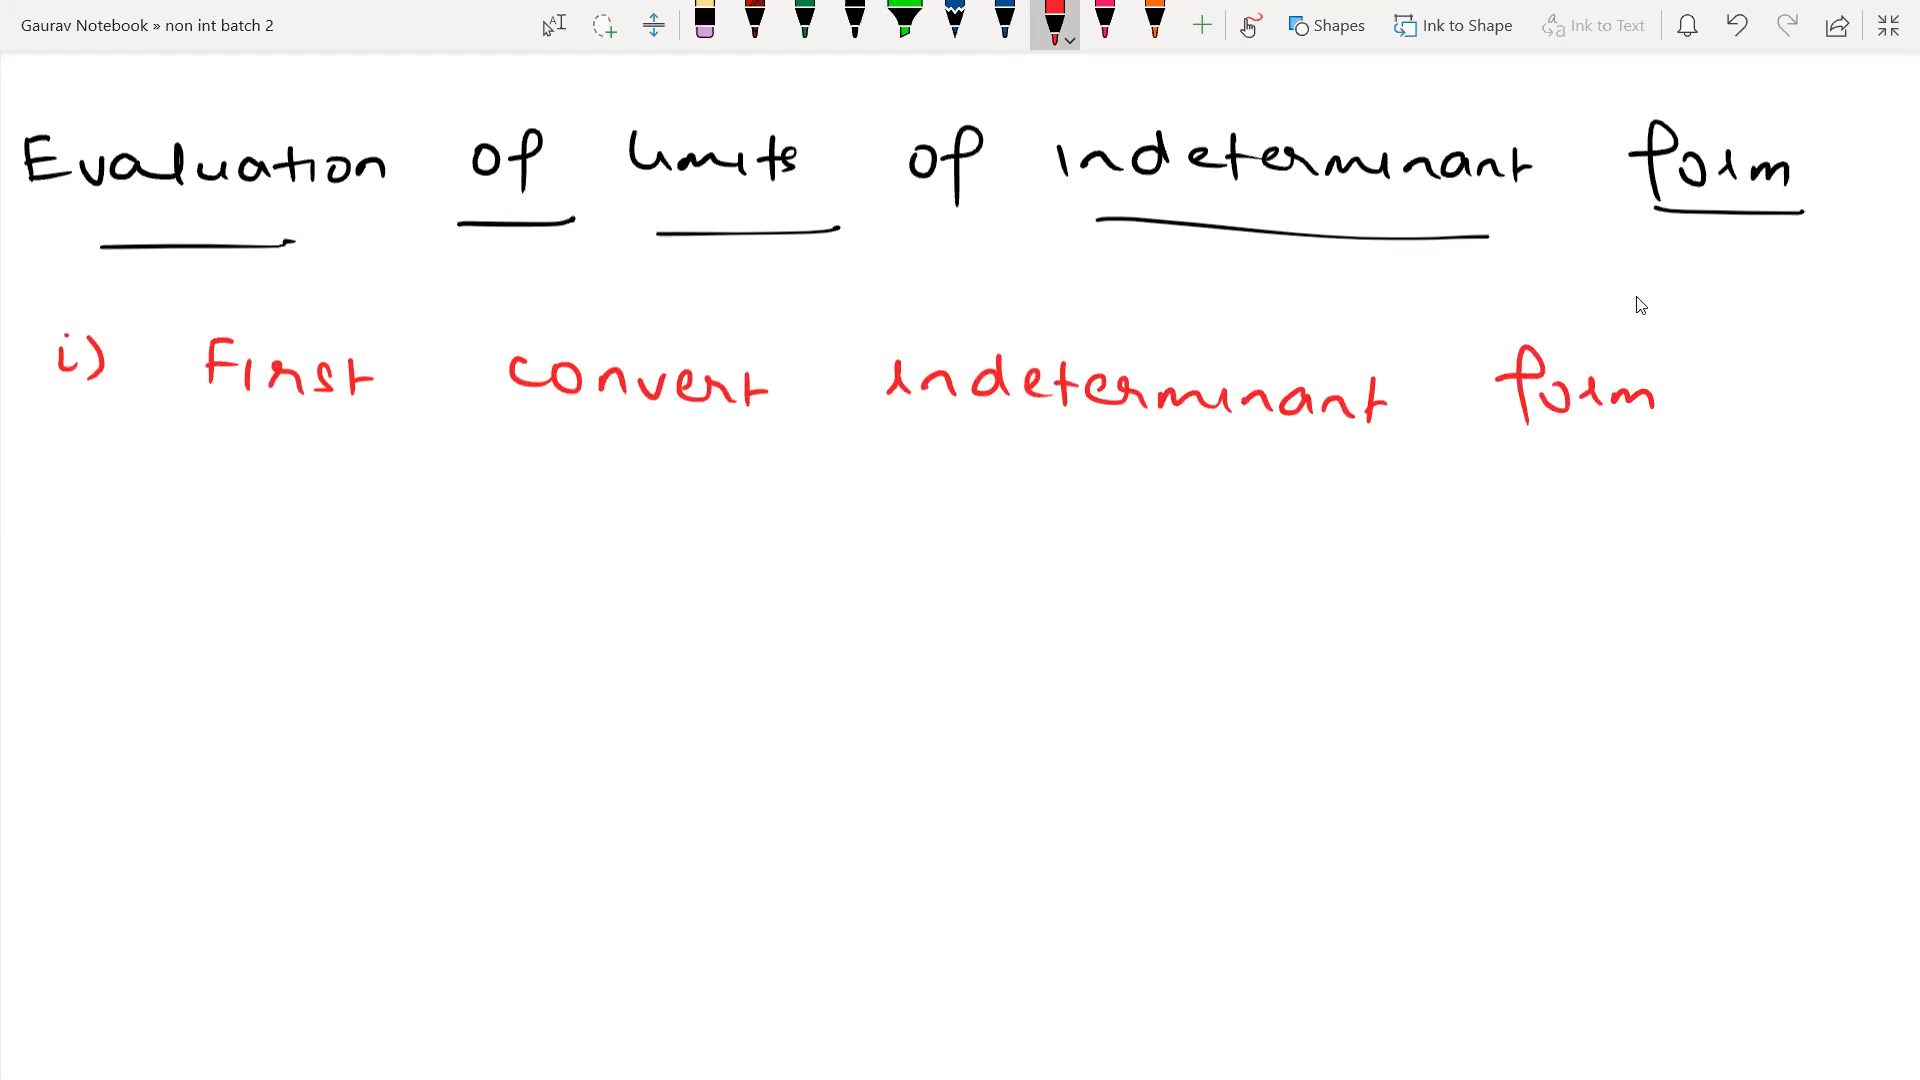 Gaurav Notebook » non int batch 2
Shapes
Ink to Shape
Ink to Text
Evaluation of limits of indeterminant form
i) First convert indeterminant form